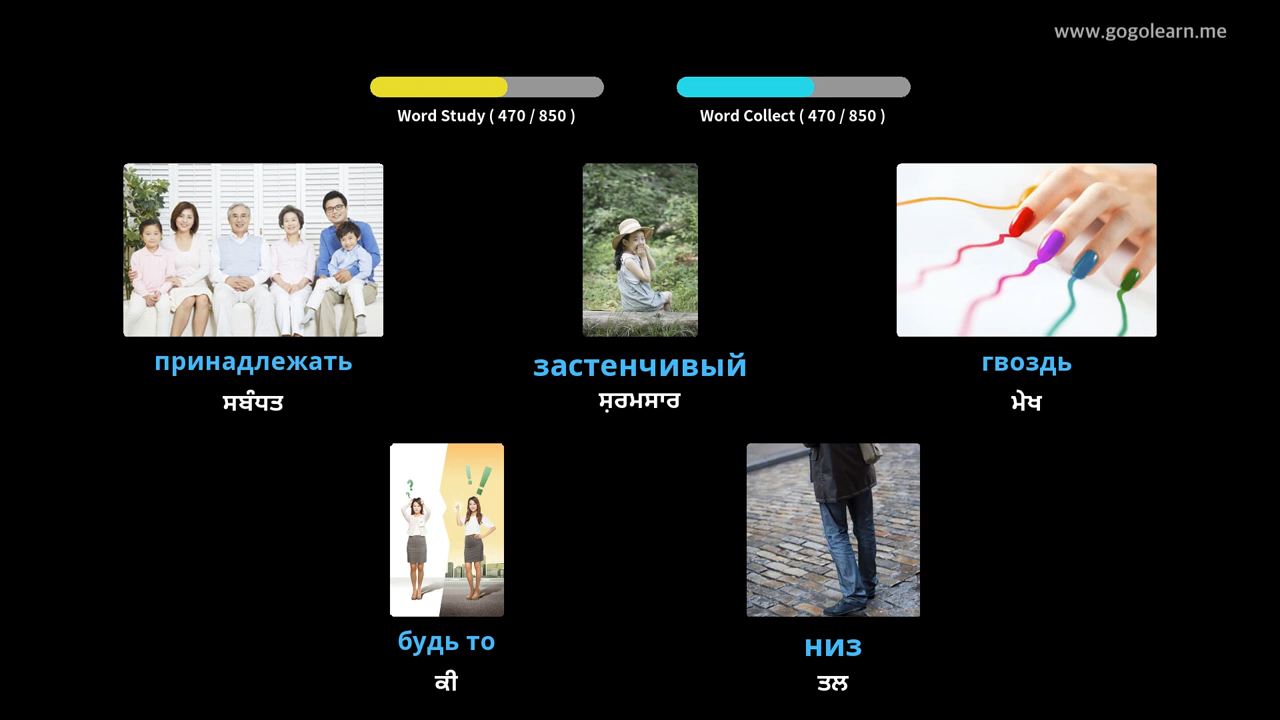 www.gogolearn.me
Word Study ( 470 / 850 )
Word Collect ( 470 / 850 )
принадлежать
ਸਬੰਧਤ
застенчивый
ਸ਼ਰਮਸਾਰ
гвоздь
ਮੇਖ
будь то
ਕੀ
низ
ਤਲ